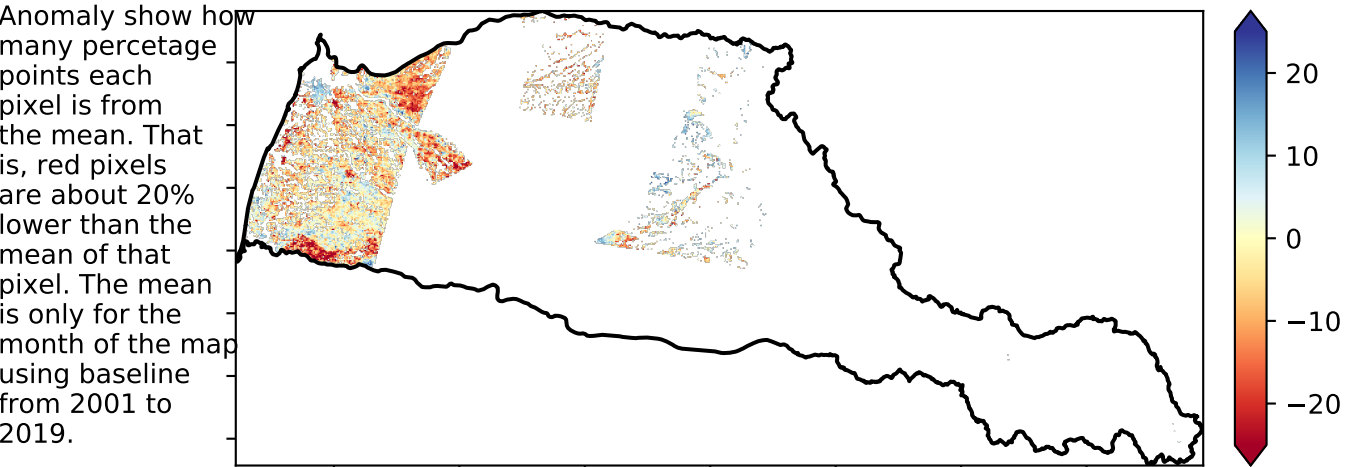 Anomaly show how
many percetage
points each
pixel is from
the mean. That
is, red pixels
are about 20%
lower than the
mean of that
pixel. The mean
is only for the
month of the map
using baseline
from 2001 to
2019.
20
10
0
−10
−20